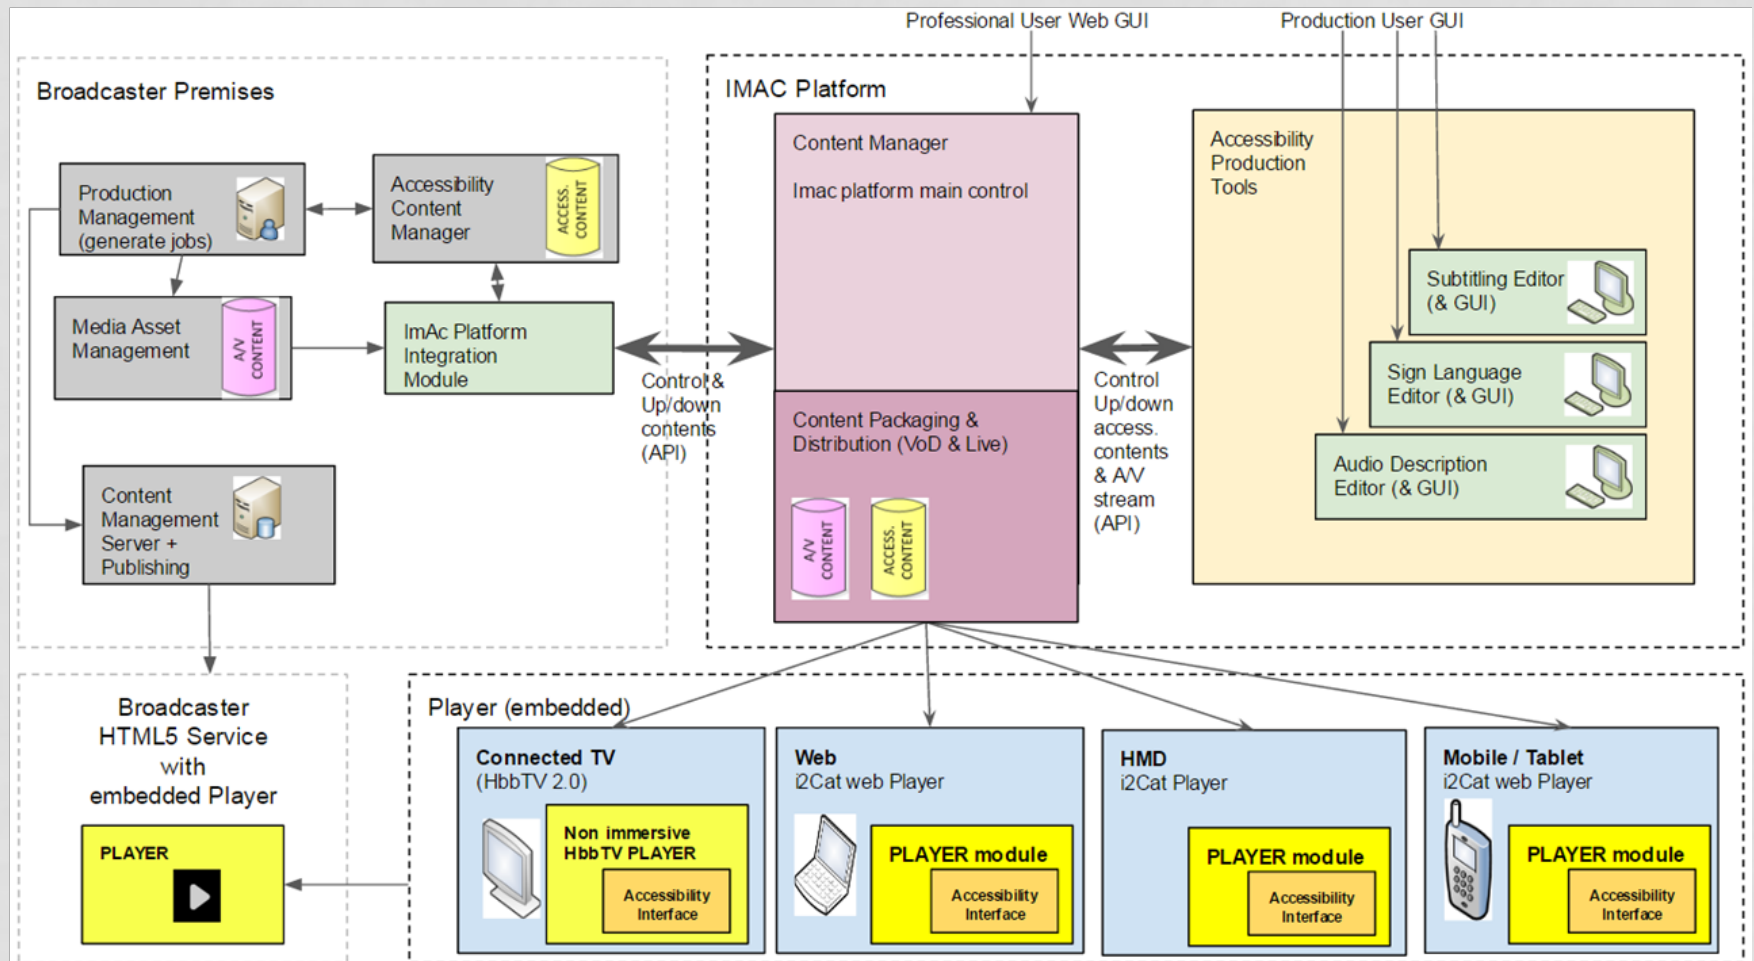 Professional User Web GUI
Production User GUI
Broadcaster Premises
Production
Management
(generate jobs)
Accessibility
Content
Manager
ACCESS.
CONTENT
Media Asset
Management
A/V
CONTENT
ImAc Platform
Integration
Module
Content
Management
Server +
Publishing
Control &
Up/down
contents
(API)
IMAC Platform
Content Manager
Imac platform main control
Content Packaging &
Distribution (VoD & Live)
A/V
CONTENT
ACCESS.
CONTENT
Control
Up/down
access.
contents
& A/V
stream
(API)
Accessibility
Production
Tools
Subtitling Editor
(& GUI)
Sign Language
Editor (& GUI)
Audio Description
Editor (& GUI)
Broadcaster
HTML5 Service
with
embedded Player
PLAYER
Player (embedded)
Connected TV
(HbbTV 2.0)
Non immersive
HbbTV PLAYER
Accessibility
Interface
Web
i2Cat web Player
PLAYER module
Accessibility
Interface
HMD
i2Cat Player
PLAYER module
Accessibility
Interface
Mobile / Tablet
i2Cat web Player
PLAYER module
Accessibility
Interface